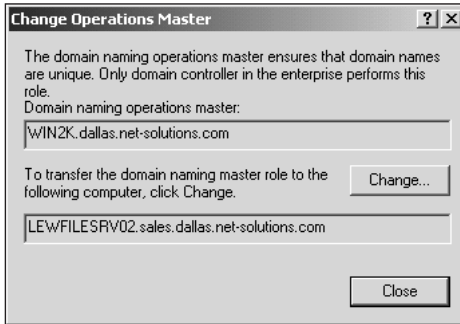 Change Operations Master
? ×
The domain naming operations master ensures that domain names
are unique. Only domain controller in the enterprise performs this
role.
Domain naming operations master:
WIN2K.dallas.net-solutions.com
To transfer the domain naming master role to the
following computer, click Change.
Change...
LEWFILESRV02.sales.dallas.net-solutions.com
Close